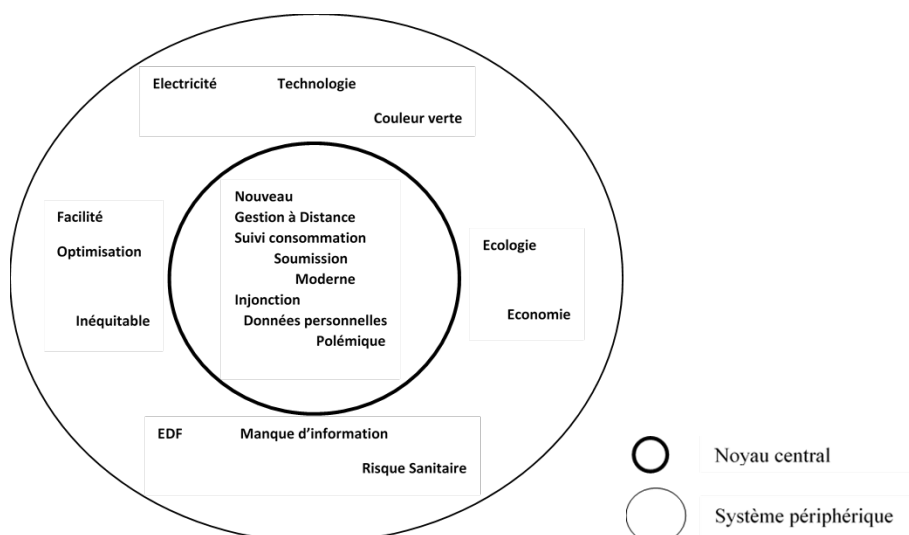 Electricité Technologie
Couleur verte
Nouveau
Gestion à Distance
Suivi consommation
Soumission
Moderne
Injonction
Données personnelles
Polémique
Facilité
Optimisation
Inéquitable
Ecologie
Economie
EDF Manque d'information
Risque Sanitaire
Noyau central
Système périphérique